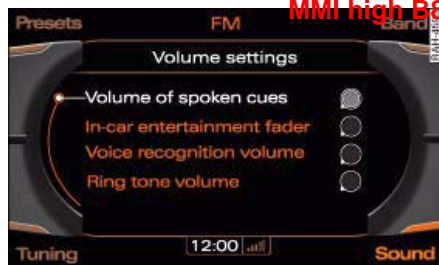 MMI high B8
Presets
FM
Band
Volume settings
Volume of spoken cues
In-car entertainment fader
Voice recognition volume
Ring tone volume
Tuning
12:00
Sound